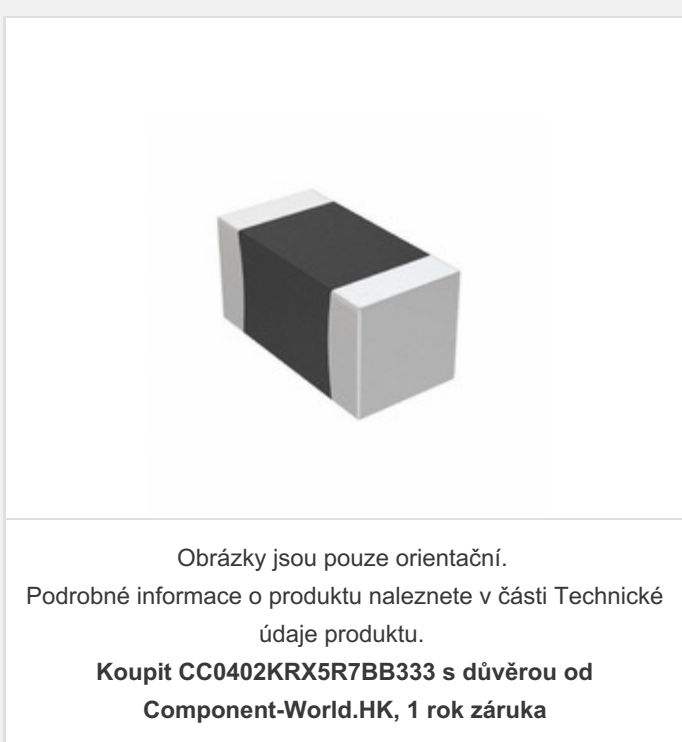 Obrázky jsou pouze orientační.
Podrobné informace o produktu naleznete v části Technické
údaje produktu.
Koupit CC0402KRX5R7BB333 s důvěrou od
Component-World.HK, 1 rok záruka